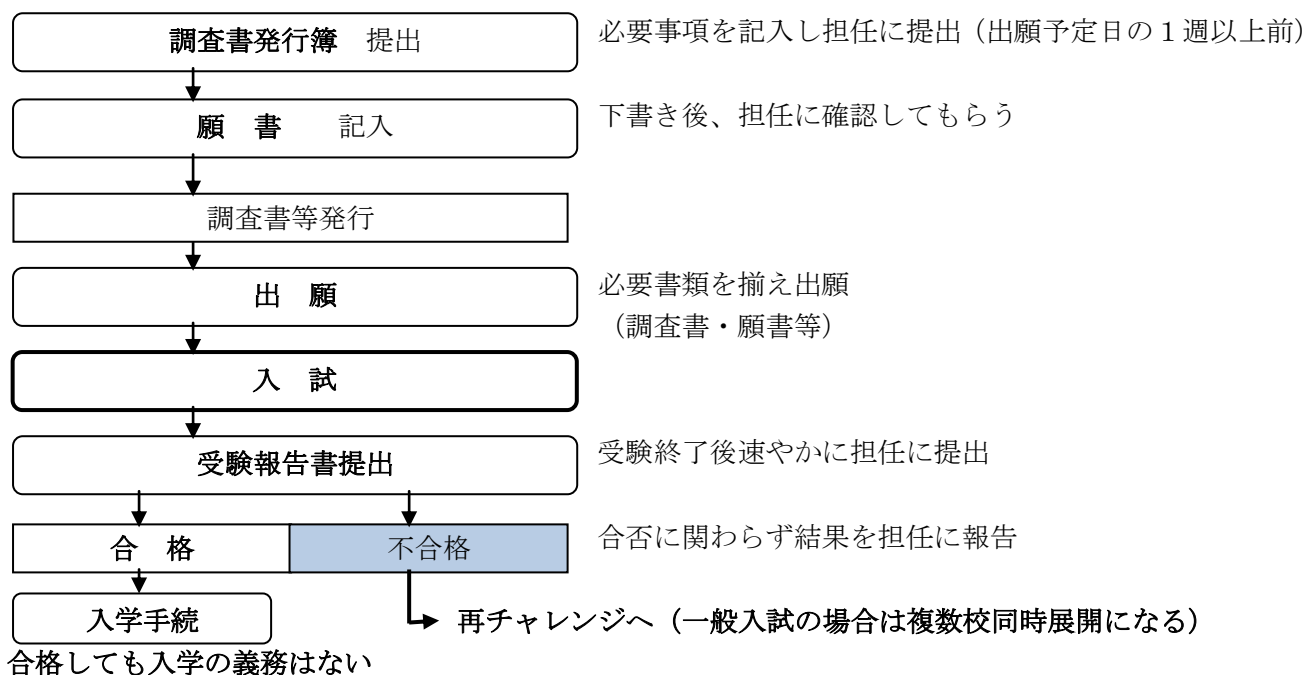 調査書発行簿　提出　必要事項を記入し担任に提出（出願予定日の１週以上前）
願　書　　記入　下書き後、担任に確認してもらう
調査書等発行
出　願　必要書類を揃え出願
（調査書・願書等）
入　試
受験報告書提出　受験終了後速やかに担任に提出
合　格　不合格　合否に関わらず結果を担任に報告
入学手続　再チャレンジへ（一般入試の場合は複数校同時展開になる）
合格しても入学の義務はない